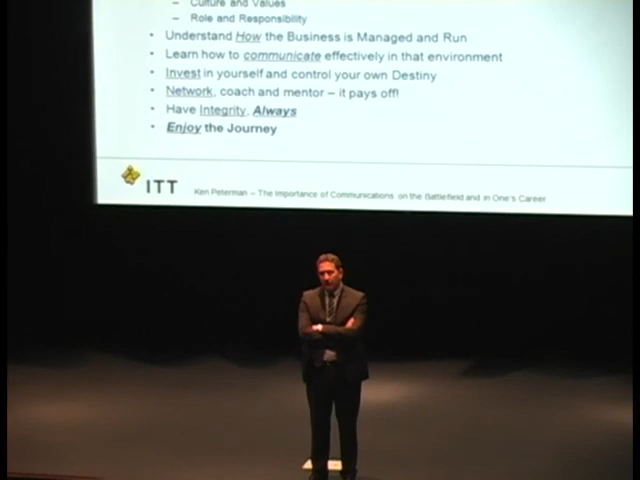 – Culture and Values
– Role and Responsibility
• Understand How the Business is Managed and Run
• Learn how to communicate effectively in that environment
• Invest in yourself and control your own Destiny
• Network, coach and mentor – it pays off!
• Have Integrity, Always
• Enjoy the Journey
ITT
Ken Peterman – The Importance of Communications on the Battlefield and in One's Career